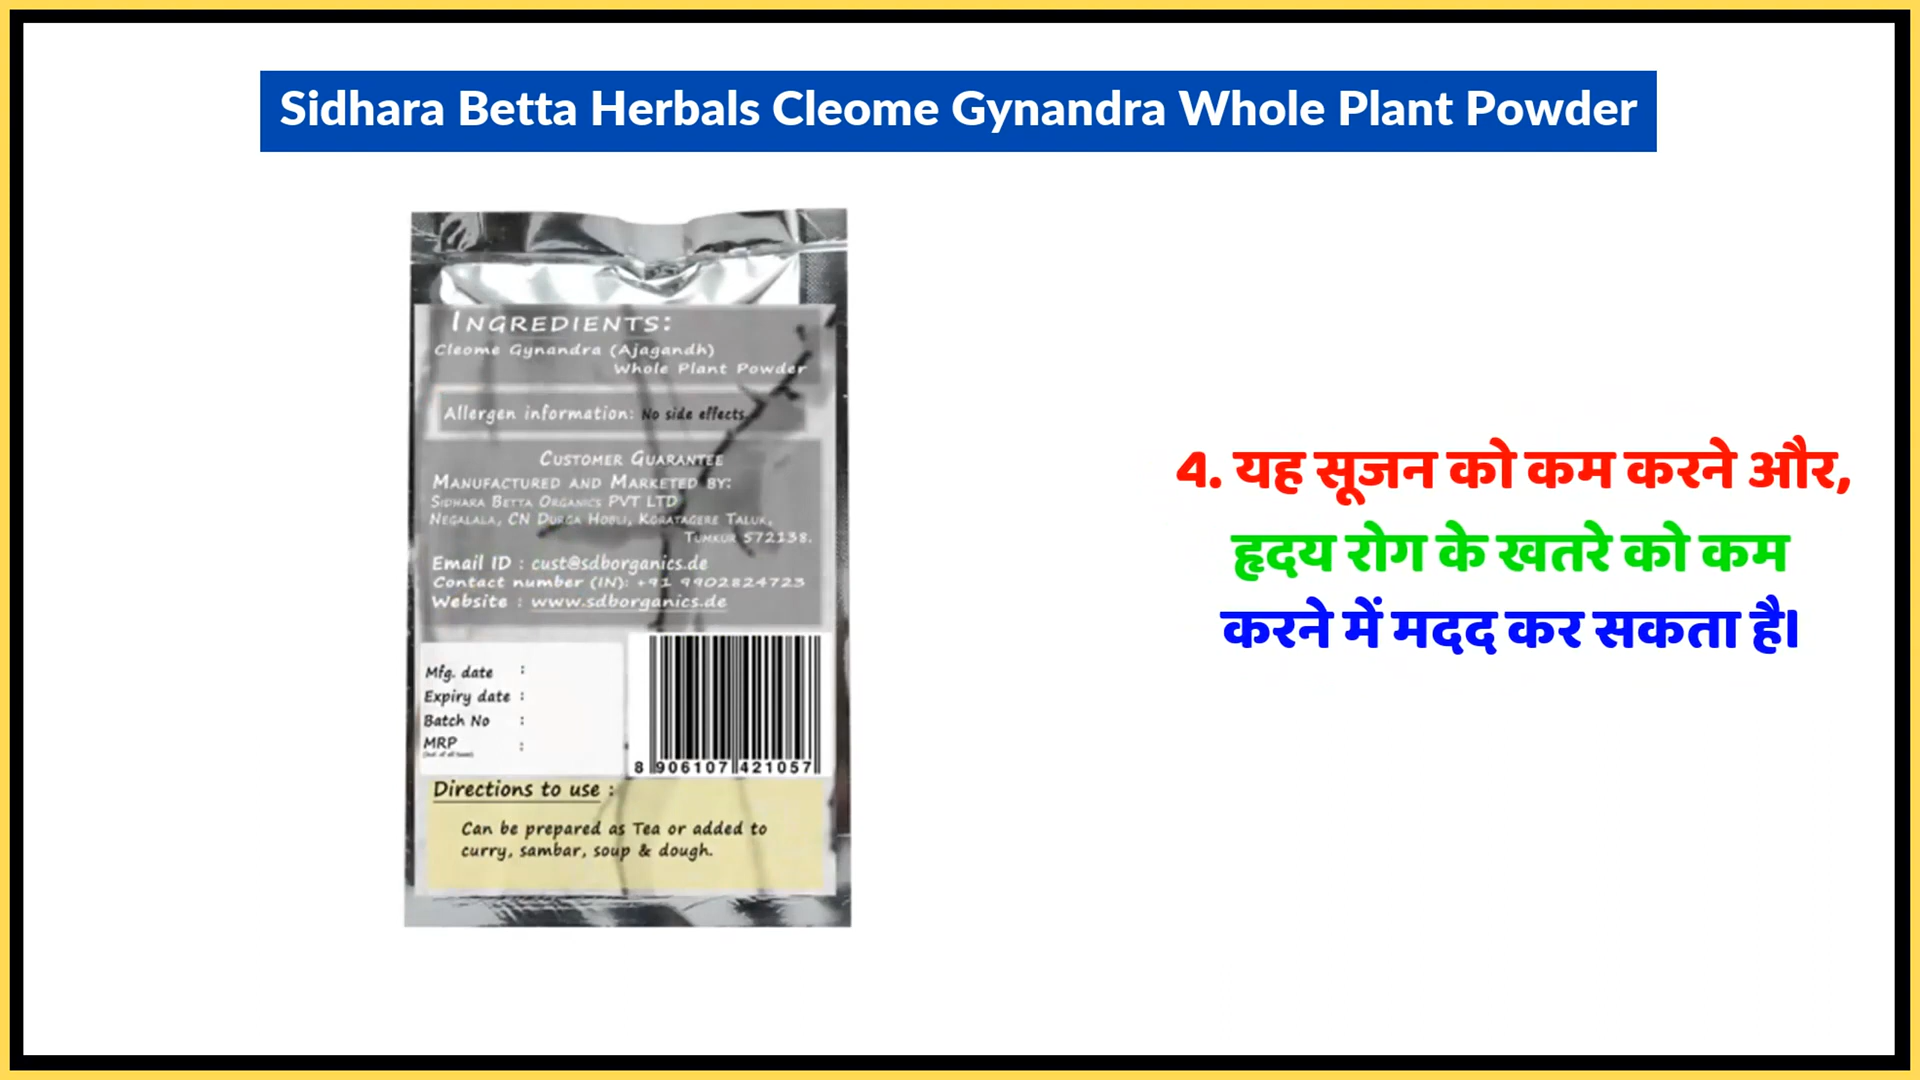 Sidhara Betta Herbals Cleome Gynandra Whole Plant Powder
INGREDIENTS:
Cleome Gynandra (Ajagandh)
Whole Plant Powder
Allergen information: No side effects.
CUSTOMER GUARANTEE
MANUFACTURED AND MARKETED BY:
SIDHARA BETTA ORGANICS PVT LTD
NEGALALA, CN DURGA HOBLI, KORATAGERE TALUK,
TUMKUR 572138.
Email ID : cust@sdborganics.de
Contact number (IN): +91 9902824723
Website : www.sdborganics.de
Mfg. date :
Expiry date :
Batch No :
MRP :
8 906107 421057
Directions to use :
Can be prepared as Tea or added to
curry, sambar, soup & dough.
4. यह सूजन को कम करने और,
हृदय रोग के खतरे को कम
करने में मदद कर सकता है।